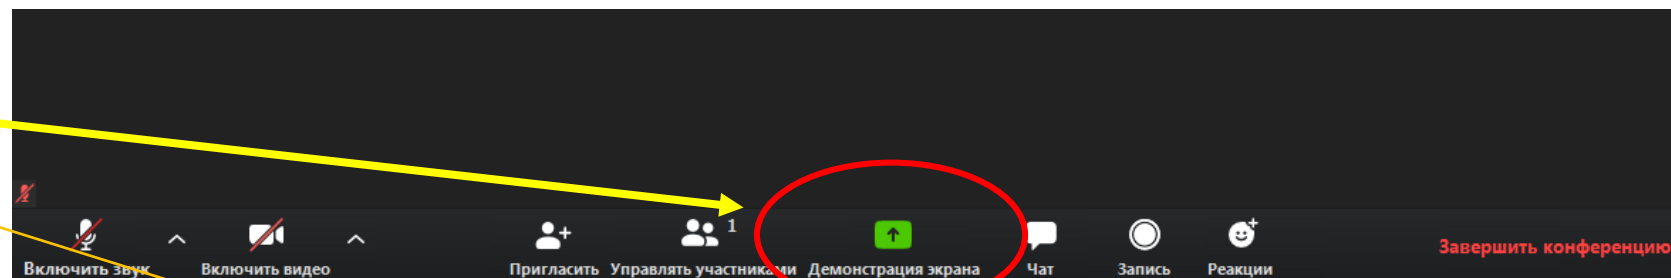 1
Включить звук
Включить видео
Пригласить
Управлять участниками
Демонстрация экрана
Чат
Запись
Реакции
Завершить конференцию